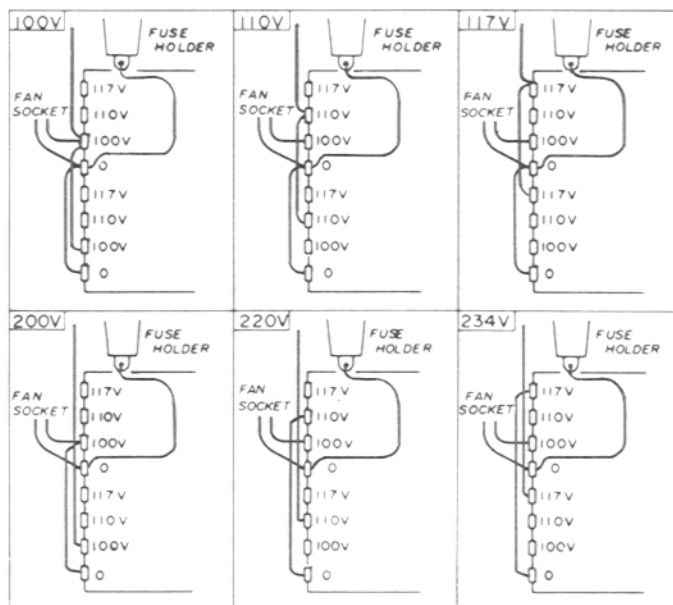 100V
FUSE
HOLDER
117V
FAN
SOCKET
110V
100V
0
117V
110V
100V
0
110V
FUSE
HOLDER
117V
FAN
SOCKET
110V
100V
0
117V
110V
100V
0
117V
FUSE
HOLDER
117V
FAN
SOCKET
110V
100V
0
117V
110V
100V
0
200V
FUSE
HOLDER
117V
FAN
SOCKET
110V
100V
0
117V
110V
100V
0
220V
FUSE
HOLDER
117V
FAN
SOCKET
110V
100V
0
117V
110V
100V
0
234V
FUSE
HOLDER
117V
FAN
SOCKET
110V
100V
0
117V
110V
100V
0